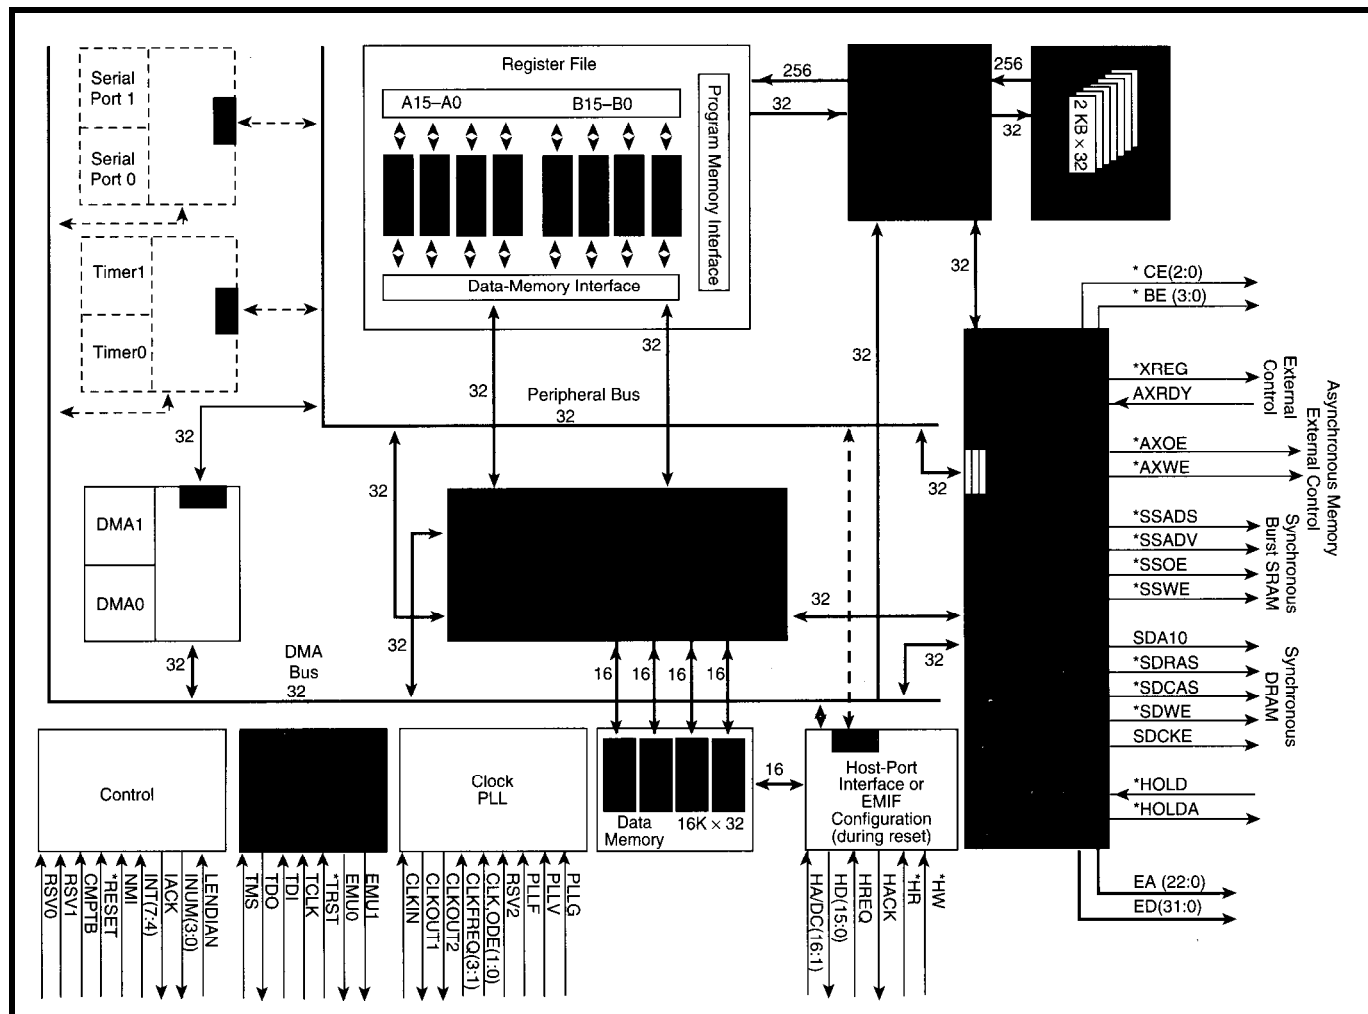 Serial
Port 1
Serial
Port 0
Timer1
Timer0
32
DMA1
DMA0
32
DMA
Bus
32
Register File
A15–A0
B15–B0
Data-Memory Interface
Program Memory Interface
256
32
256
32
2 KB × 32
32
32
32
32
Peripheral Bus
32
32
32
32
32
32
16
16
16
16
16
* CE(2:0)
* BE (3:0)
*XREG
AXRDY
*AXOE
*AXWE
*SSADS
*SSADV
*SSOE
*SSWE
SDA10
*SDRAS
*SDCAS
*SDWE
SDCKE
*HOLD
*HOLDA
EA (22:0)
ED(31:0)
External
Control
Asynchronous Memory
External Control
Synchronous
Burst SRAM
Synchronous
DRAM
Control
Clock
PLL
Data
Memory
16K × 32
Host-Port
Interface or
EMIF
Configuration
(during reset)
RSV0
RSV1
CMPTB
*RESET
NMI
INT(7:4)
IACK
INUM(3:0)
LENDIAN
TMS
TDO
TDI
TCLK
*TRST
EMU0
EMU1
CLKIN
CLKOUT1
CLKOUT2
CLKFREQ(3:1)
CLK,ODE(1:0)
RSV2
PLLF
PLLV
PLLG
HA/DC(16:1)
HD(15:0)
HREQ
HACK
*HR
*HW